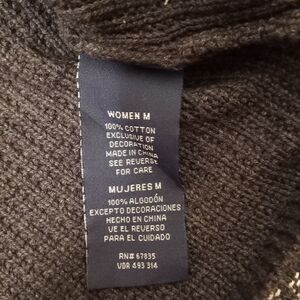 WOMEN M
100% COTTON
EXCLUSIVE OF
DECORATION
MADE IN CHINA
SEE REVERSE
FOR CARE
MUJERES M
100% ALGODÓN
EXCEPTO DECORACIONES
HECHO EN CHINA
VE EL REVERSO
PARA EL CUIDADO
RN# 67835
VDR 493 314